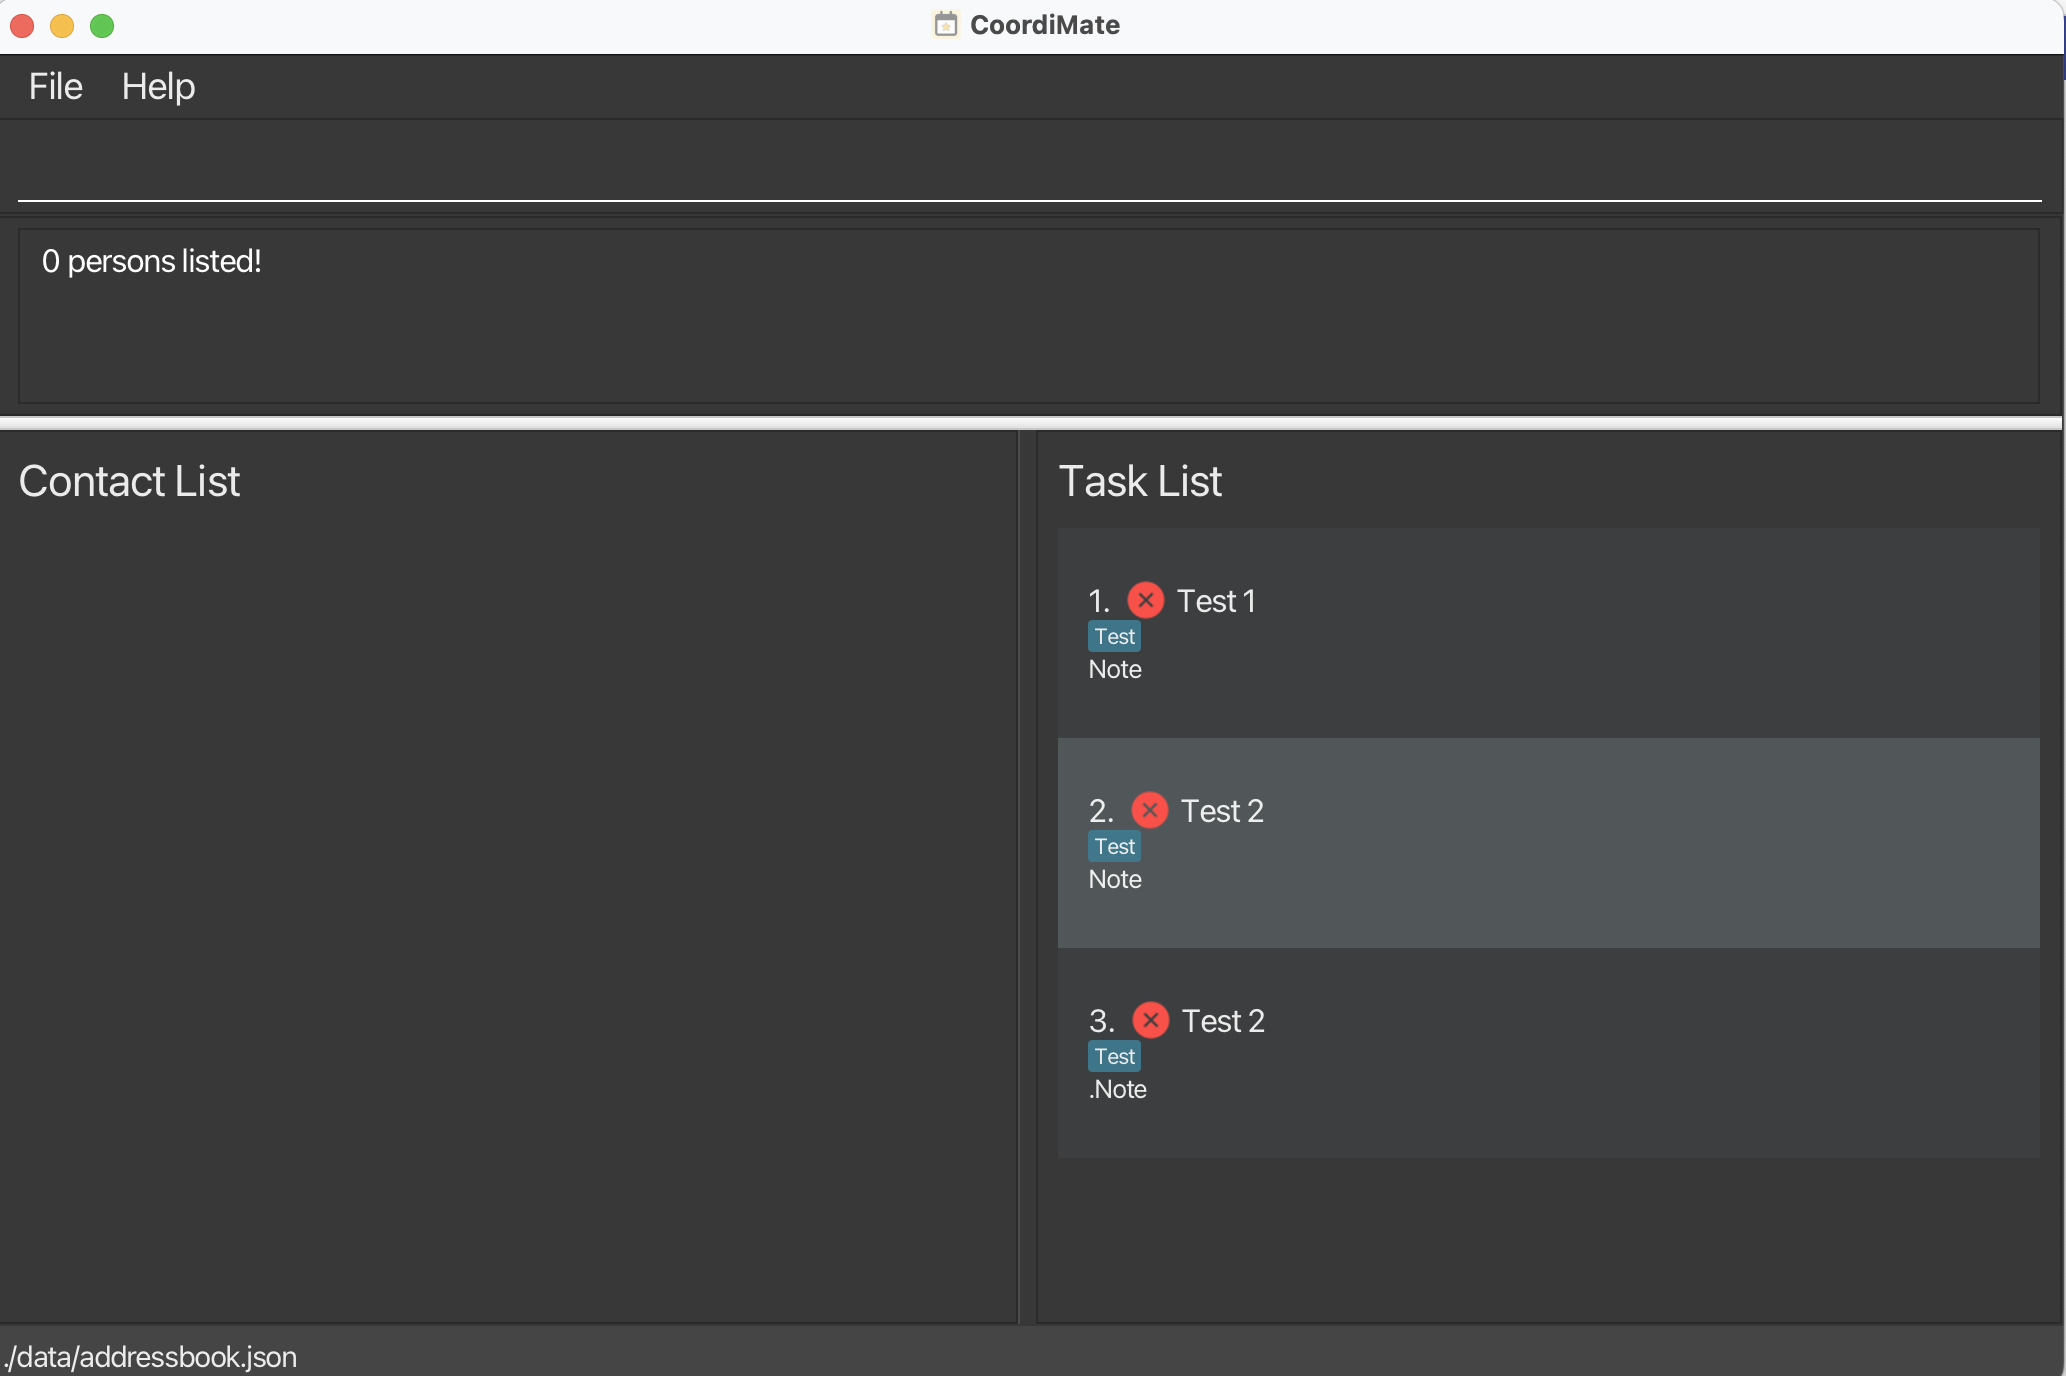 CoordiMate
File Help
0 persons listed!
Contact List
Task List
1. Test 1
Test
Note
2. Test 2
Test
Note
3. Test 2
Test
.Note
./data/addressbook.json